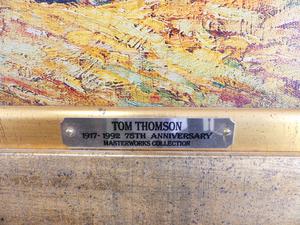 TOM THOMSON
1917-1992 75TH ANNIVERSARY
MASTERWORKS COLLECTION